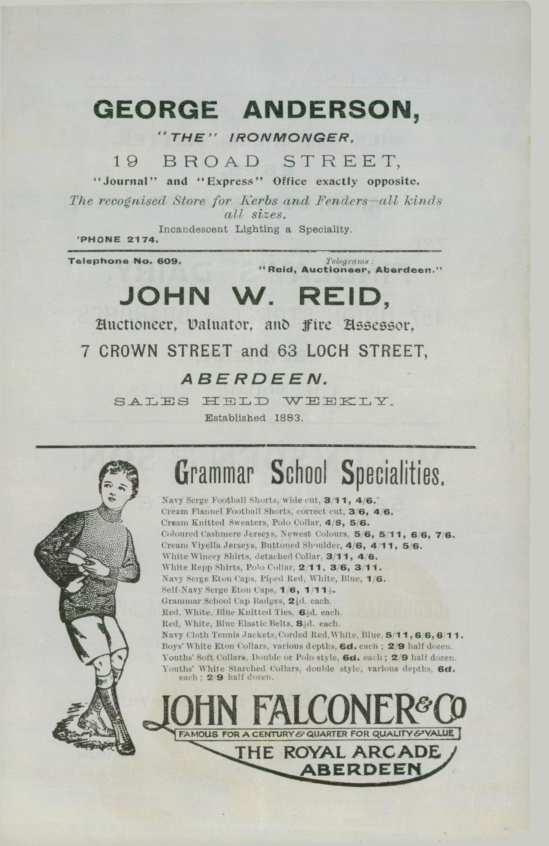 GEORGE ANDERSON,
"THE" IRONMONGER,
19 BROAD STREET,
"Journal" and "Express" Office exactly opposite.
The recognised Store for Kerbs and Fenders—all kinds
all sizes.
Incandescent Lighting a Speciality.
'PHONE 2174.
Telephone No. 609.
Telegrams:
"Reid, Auctioneer, Aberdeen."
JOHN W. REID,
Auctioneer, Valuator, and Fire Assessor,
7 CROWN STREET and 63 LOCH STREET,
ABERDEEN.
SALES HELD WEEKLY.
Established 1883.
Grammar School Specialities.
Navy Serge Football Shorts, wide cut, 3/11, 4/6.
Cream Flannel Football Shorts, correct cut, 3/6, 4/6.
Cream Knitted Sweaters, Polo Collar, 4/8, 5/6.
Coloured Cashmere Jerseys, Newest Colours, 5/6, 5/11, 6/6, 7/6.
Cream Viyella Jerseys, Buttoned Shoulder, 4/6, 4/11, 5/6.
White Wincey Shirts, detached Collar, 3/11, 4/6.
White Repp Shirts, Polo Collar, 2/11, 3/6, 3/11.
Navy Serge Eton Caps, Piped Red, White, Blue, 1/6.
Self-Navy Serge Eton Caps, 1/6, 1/11½.
Grammar School Cap Badges, 2½d. each.
Red, White, Blue Knitted Ties, 6½d. each.
Red, White, Blue Elastic Belts, 8½d. each.
Navy Cloth Tennis Jackets, Corded Red, White, Blue, 5/11, 6/6, 6/11.
Boys' White Eton Collars, various depths, 6d. each; 2/9 half dozen.
Youths' Soft Collars, Double or Polo style, 6d. each; 2/9 half dozen.
Youths' White Starched Collars, double style, various depths, 6d.
each; 2/9 half dozen.
JOHN FALCONER & CO
FAMOUS FOR A CENTURY & QUARTER FOR QUALITY & VALUE
THE ROYAL ARCADE
ABERDEEN